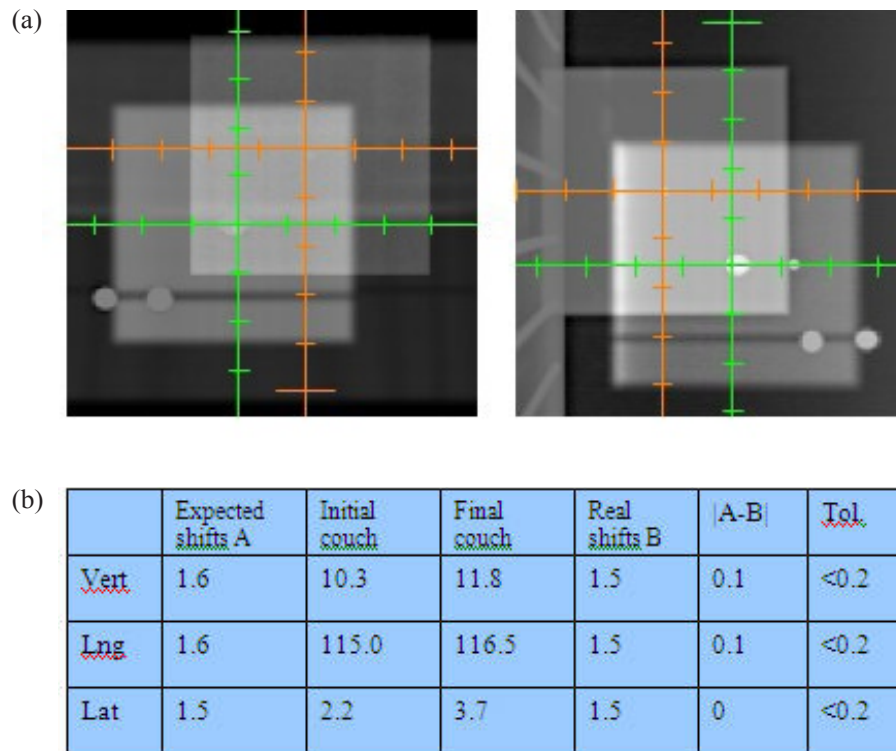 (a)
(b)
Expected shifts A Initial couch Final couch Real shifts B |A-B| Tol.
Vert 1.6 10.3 11.8 1.5 0.1 <0.2
Lng 1.6 115.0 116.5 1.5 0.1 <0.2
Lat 1.5 2.2 3.7 1.5 0 <0.2